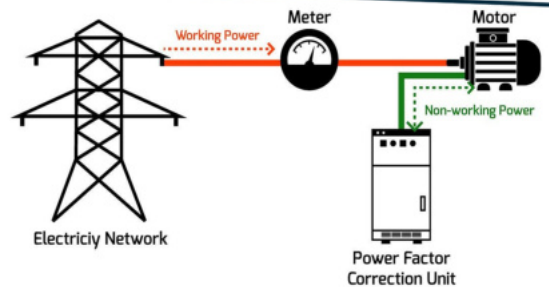 Meter
Motor
Working Power
Non-working Power
Electriciy Network
Power Factor
Correction Unit